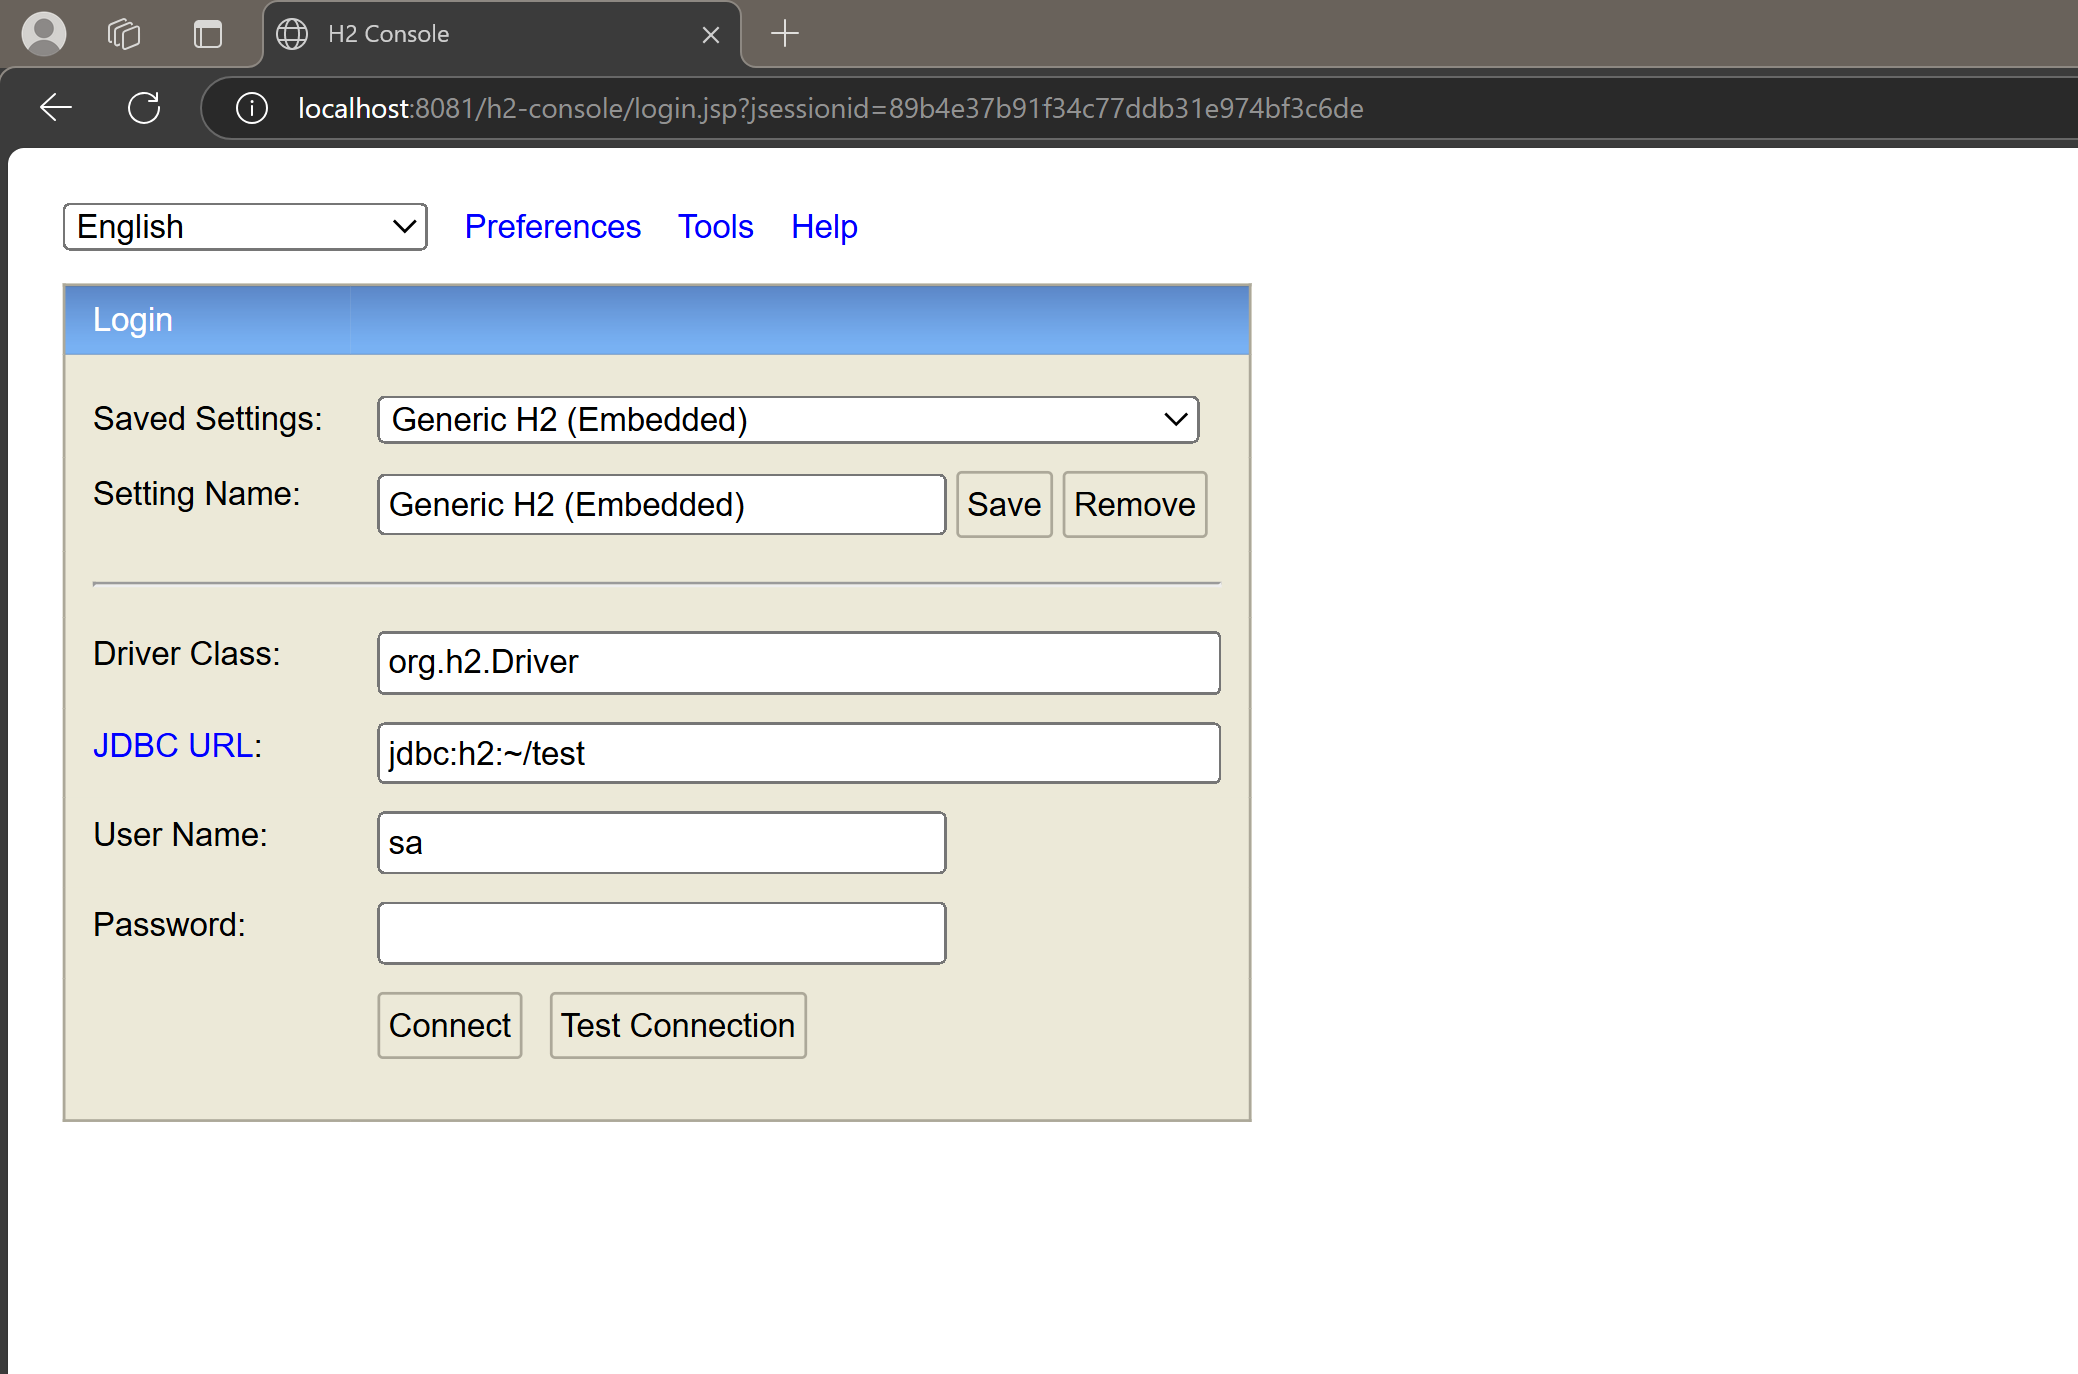 H2 Console
localhost:8081/h2-console/login.jsp?jsessionid=89b4e37b91f34c77ddb31e974bf3c6de
English Preferences Tools Help
Login
Saved Settings: Generic H2 (Embedded)
Setting Name: Generic H2 (Embedded) Save Remove
Driver Class: org.h2.Driver
JDBC URL: jdbc:h2:~/test
User Name: sa
Password:
Connect Test Connection